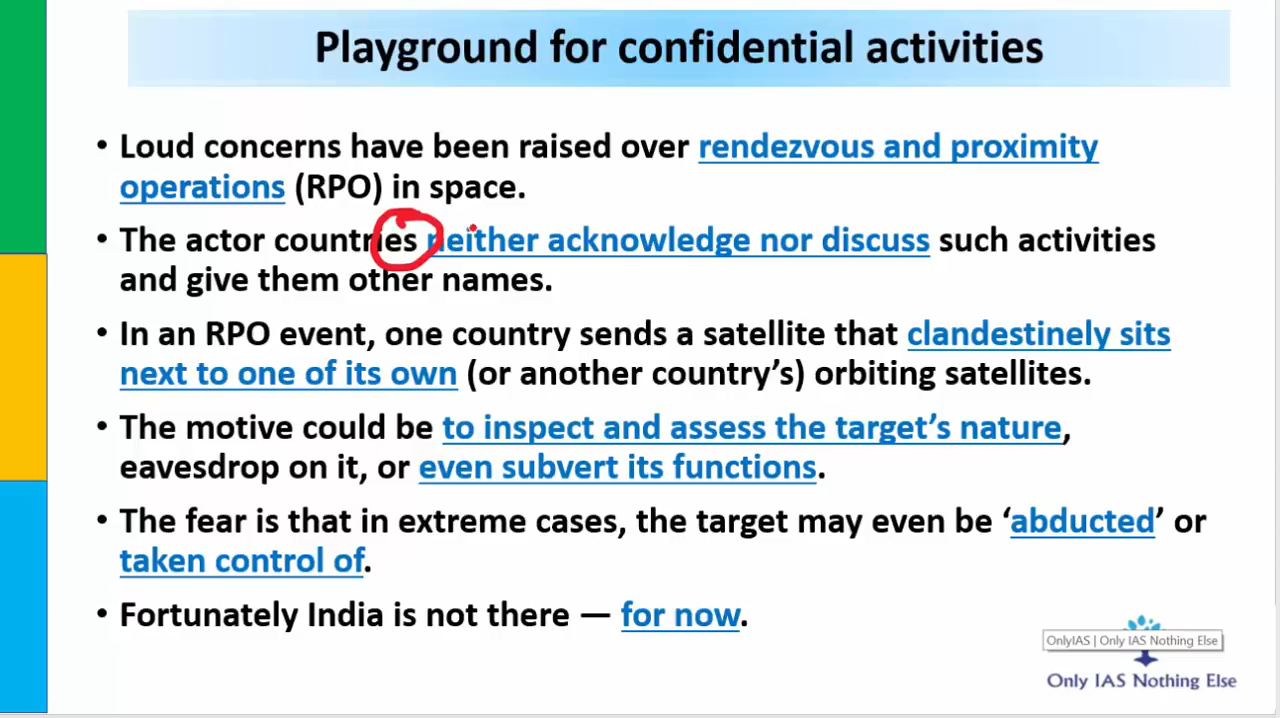 Playground for confidential activities
• Loud concerns have been raised over rendezvous and proximity
operations (RPO) in space.
• The actor countries neither acknowledge nor discuss such activities
and give them other names.
• In an RPO event, one country sends a satellite that clandestinely sits
next to one of its own (or another country’s) orbiting satellites.
• The motive could be to inspect and assess the target’s nature,
eavesdrop on it, or even subvert its functions.
• The fear is that in extreme cases, the target may even be ‘abducted’ or
taken control of.
• Fortunately India is not there — for now.
OnlyIAS | Only IAS Nothing Else
Only IAS Nothing Else